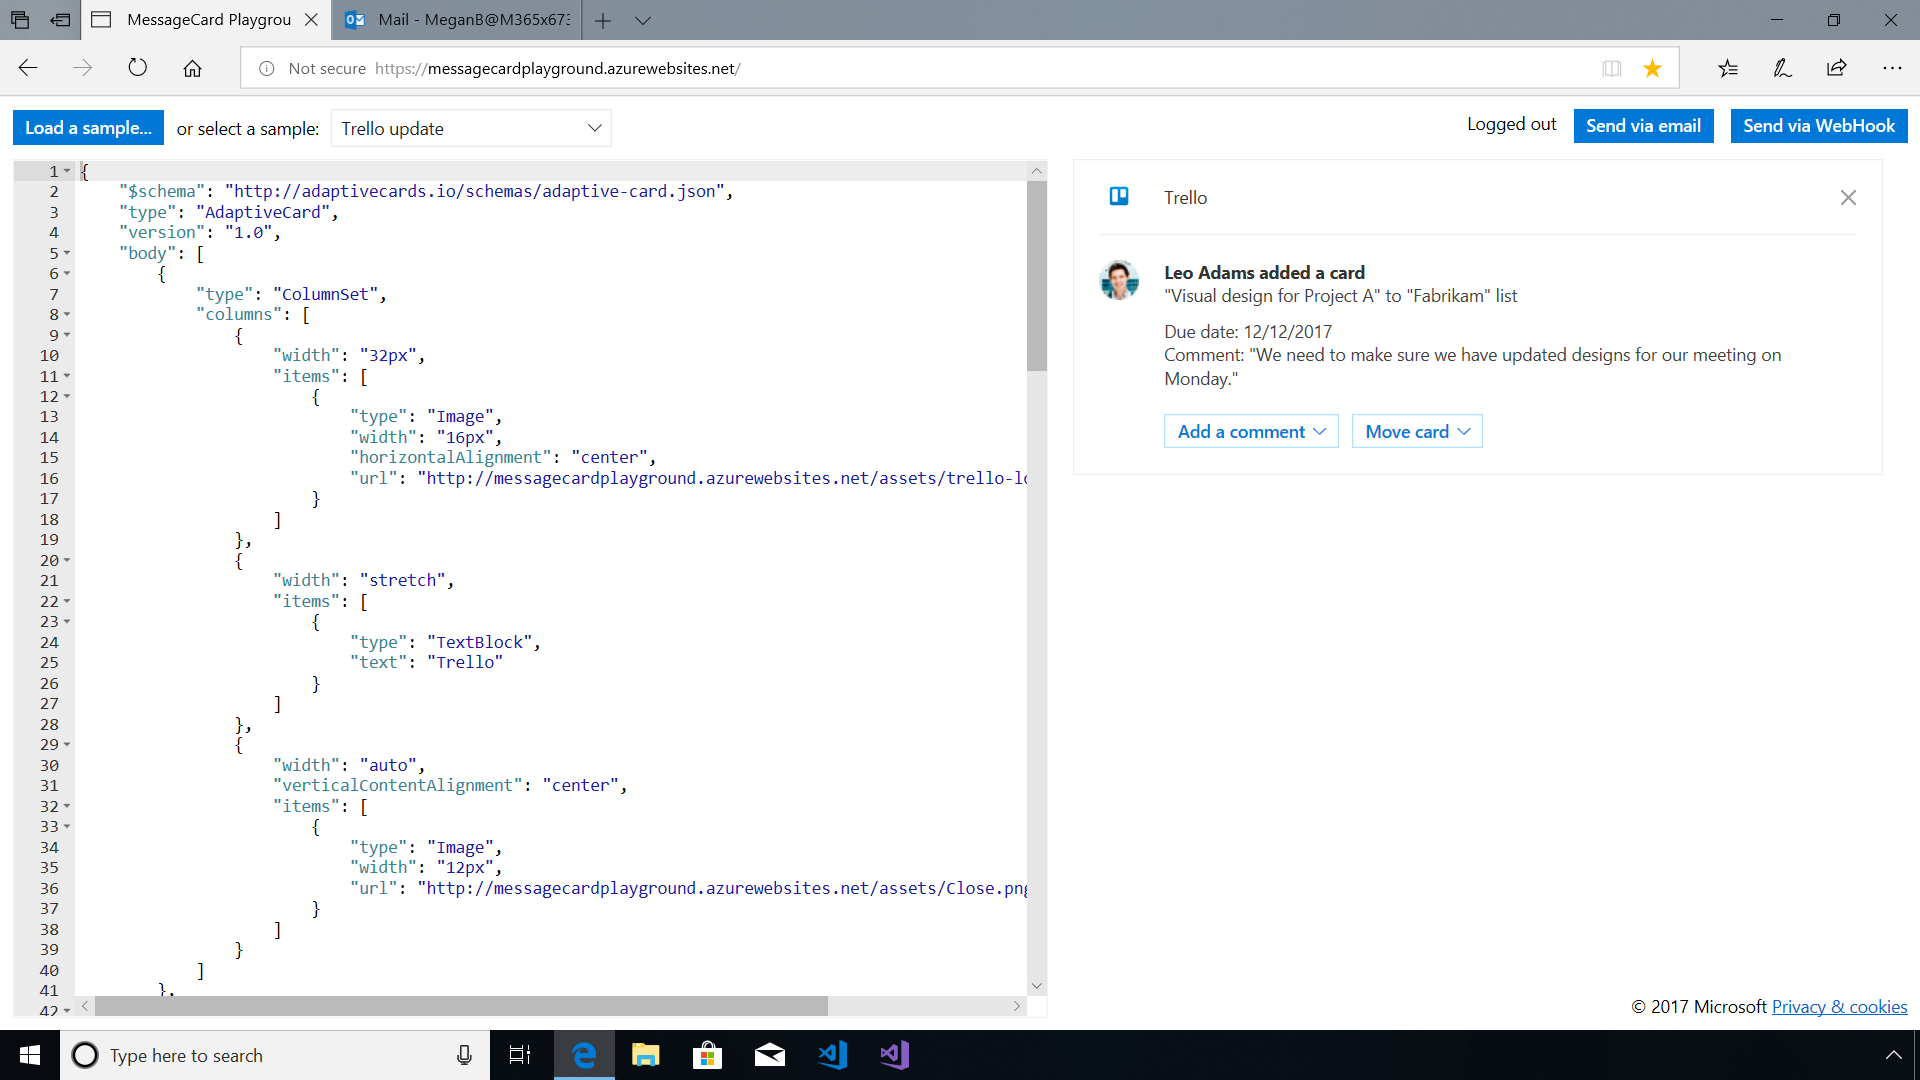 MessageCard Playgrou
Mail - MeganB@M365x673
Not secure https://messagecardplayground.azurewebsites.net/
Load a sample...
or select a sample:
Trello update
Logged out
Send via email
Send via WebHook
1 {
2 "$schema": "http://adaptivecards.io/schemas/adaptive-card.json",
3 "type": "AdaptiveCard",
4 "version": "1.0",
5 "body": [
6 {
7 "type": "ColumnSet",
8 "columns": [
9 {
10 "width": "32px",
11 "items": [
12 {
13 "type": "Image",
14 "width": "16px",
15 "horizontalAlignment": "center",
16 "url": "http://messagecardplayground.azurewebsites.net/assets/trello-lo
17 }
18 ]
19 },
20 {
21 "width": "stretch",
22 "items": [
23 {
24 "type": "TextBlock",
25 "text": "Trello"
26 }
27 ]
28 },
29 {
30 "width": "auto",
31 "verticalContentAlignment": "center",
32 "items": [
33 {
34 "type": "Image",
35 "width": "12px",
36 "url": "http://messagecardplayground.azurewebsites.net/assets/Close.png
37 }
38 ]
39 }
40 ]
41 },
42
Trello
Leo Adams added a card
"Visual design for Project A" to "Fabrikam" list
Due date: 12/12/2017
Comment: "We need to make sure we have updated designs for our meeting on
Monday."
Add a comment
Move card
© 2017 Microsoft Privacy & cookies
Type here to search